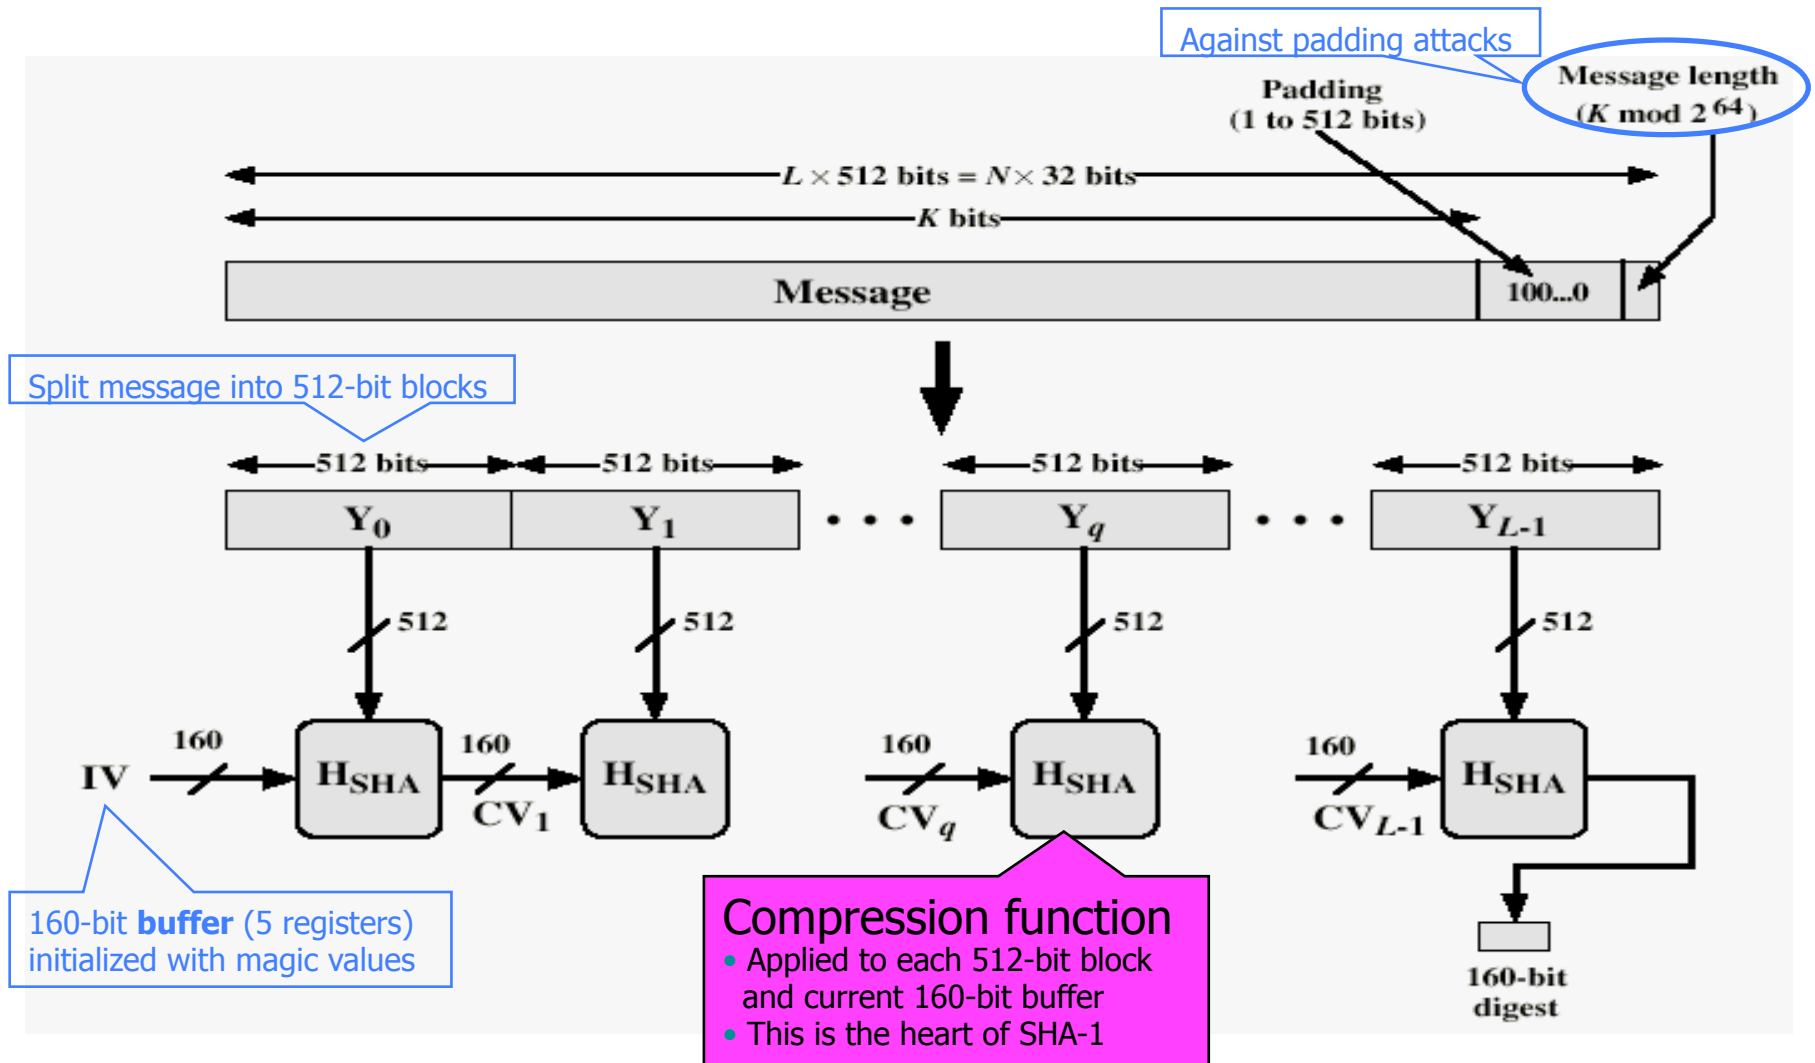 Against padding attacks
Message length
(K mod 2^64)
Padding
(1 to 512 bits)
L × 512 bits = N × 32 bits
K bits
Message
100...0
Split message into 512-bit blocks
512 bits
512 bits
512 bits
512 bits
Y0
Y1
• • •
Yq
• • •
YL-1
512
512
512
512
IV
160
HSHA
160
CV1
HSHA
160
CVq
HSHA
160
CVL-1
HSHA
160-bit buffer (5 registers)
initialized with magic values
Compression function
• Applied to each 512-bit block
and current 160-bit buffer
• This is the heart of SHA-1
160-bit
digest